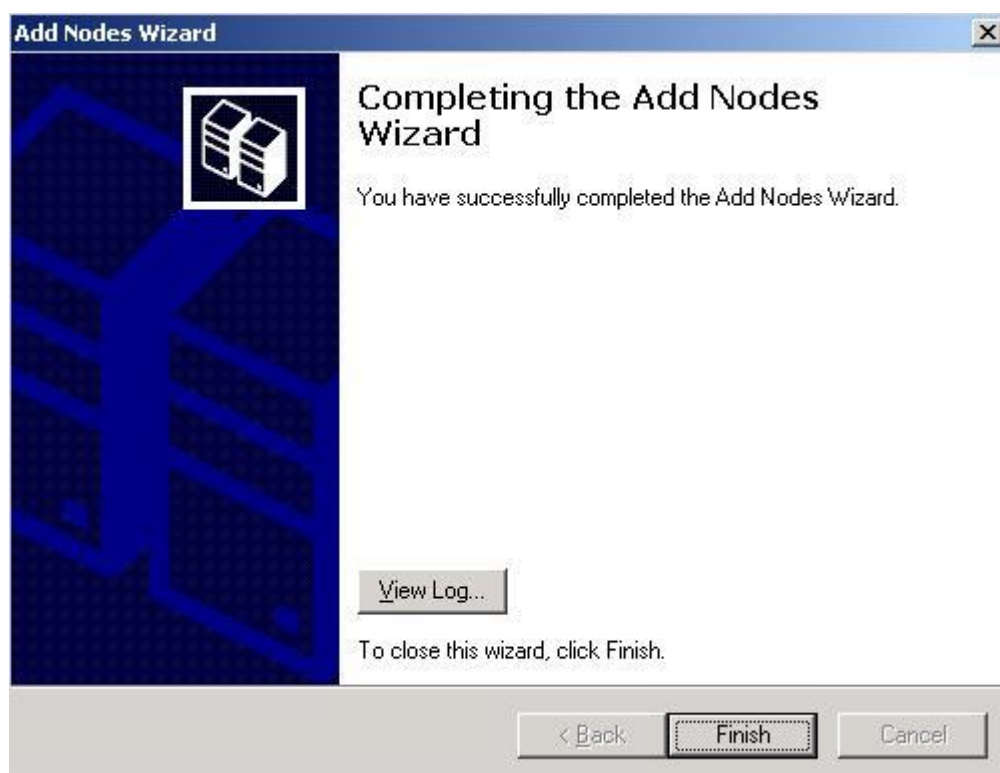 Add Nodes Wizard
Completing the Add Nodes
Wizard
You have successfully completed the Add Nodes Wizard.
View Log...
To close this wizard, click Finish.
< Back Finish Cancel